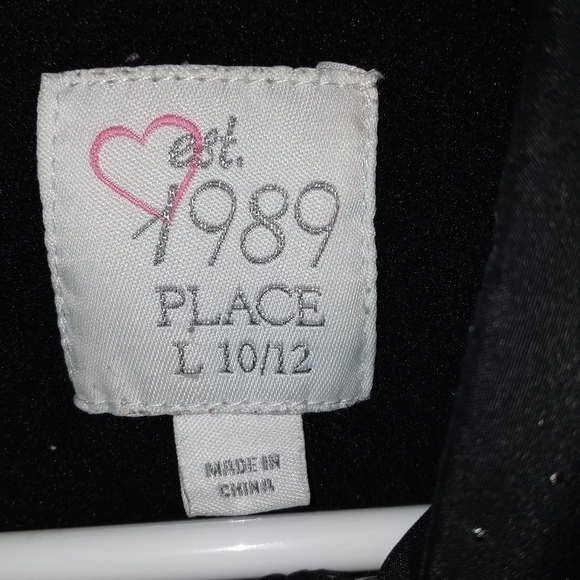 est.
1989
PLACE
L 10/12
MADE IN
CHINA